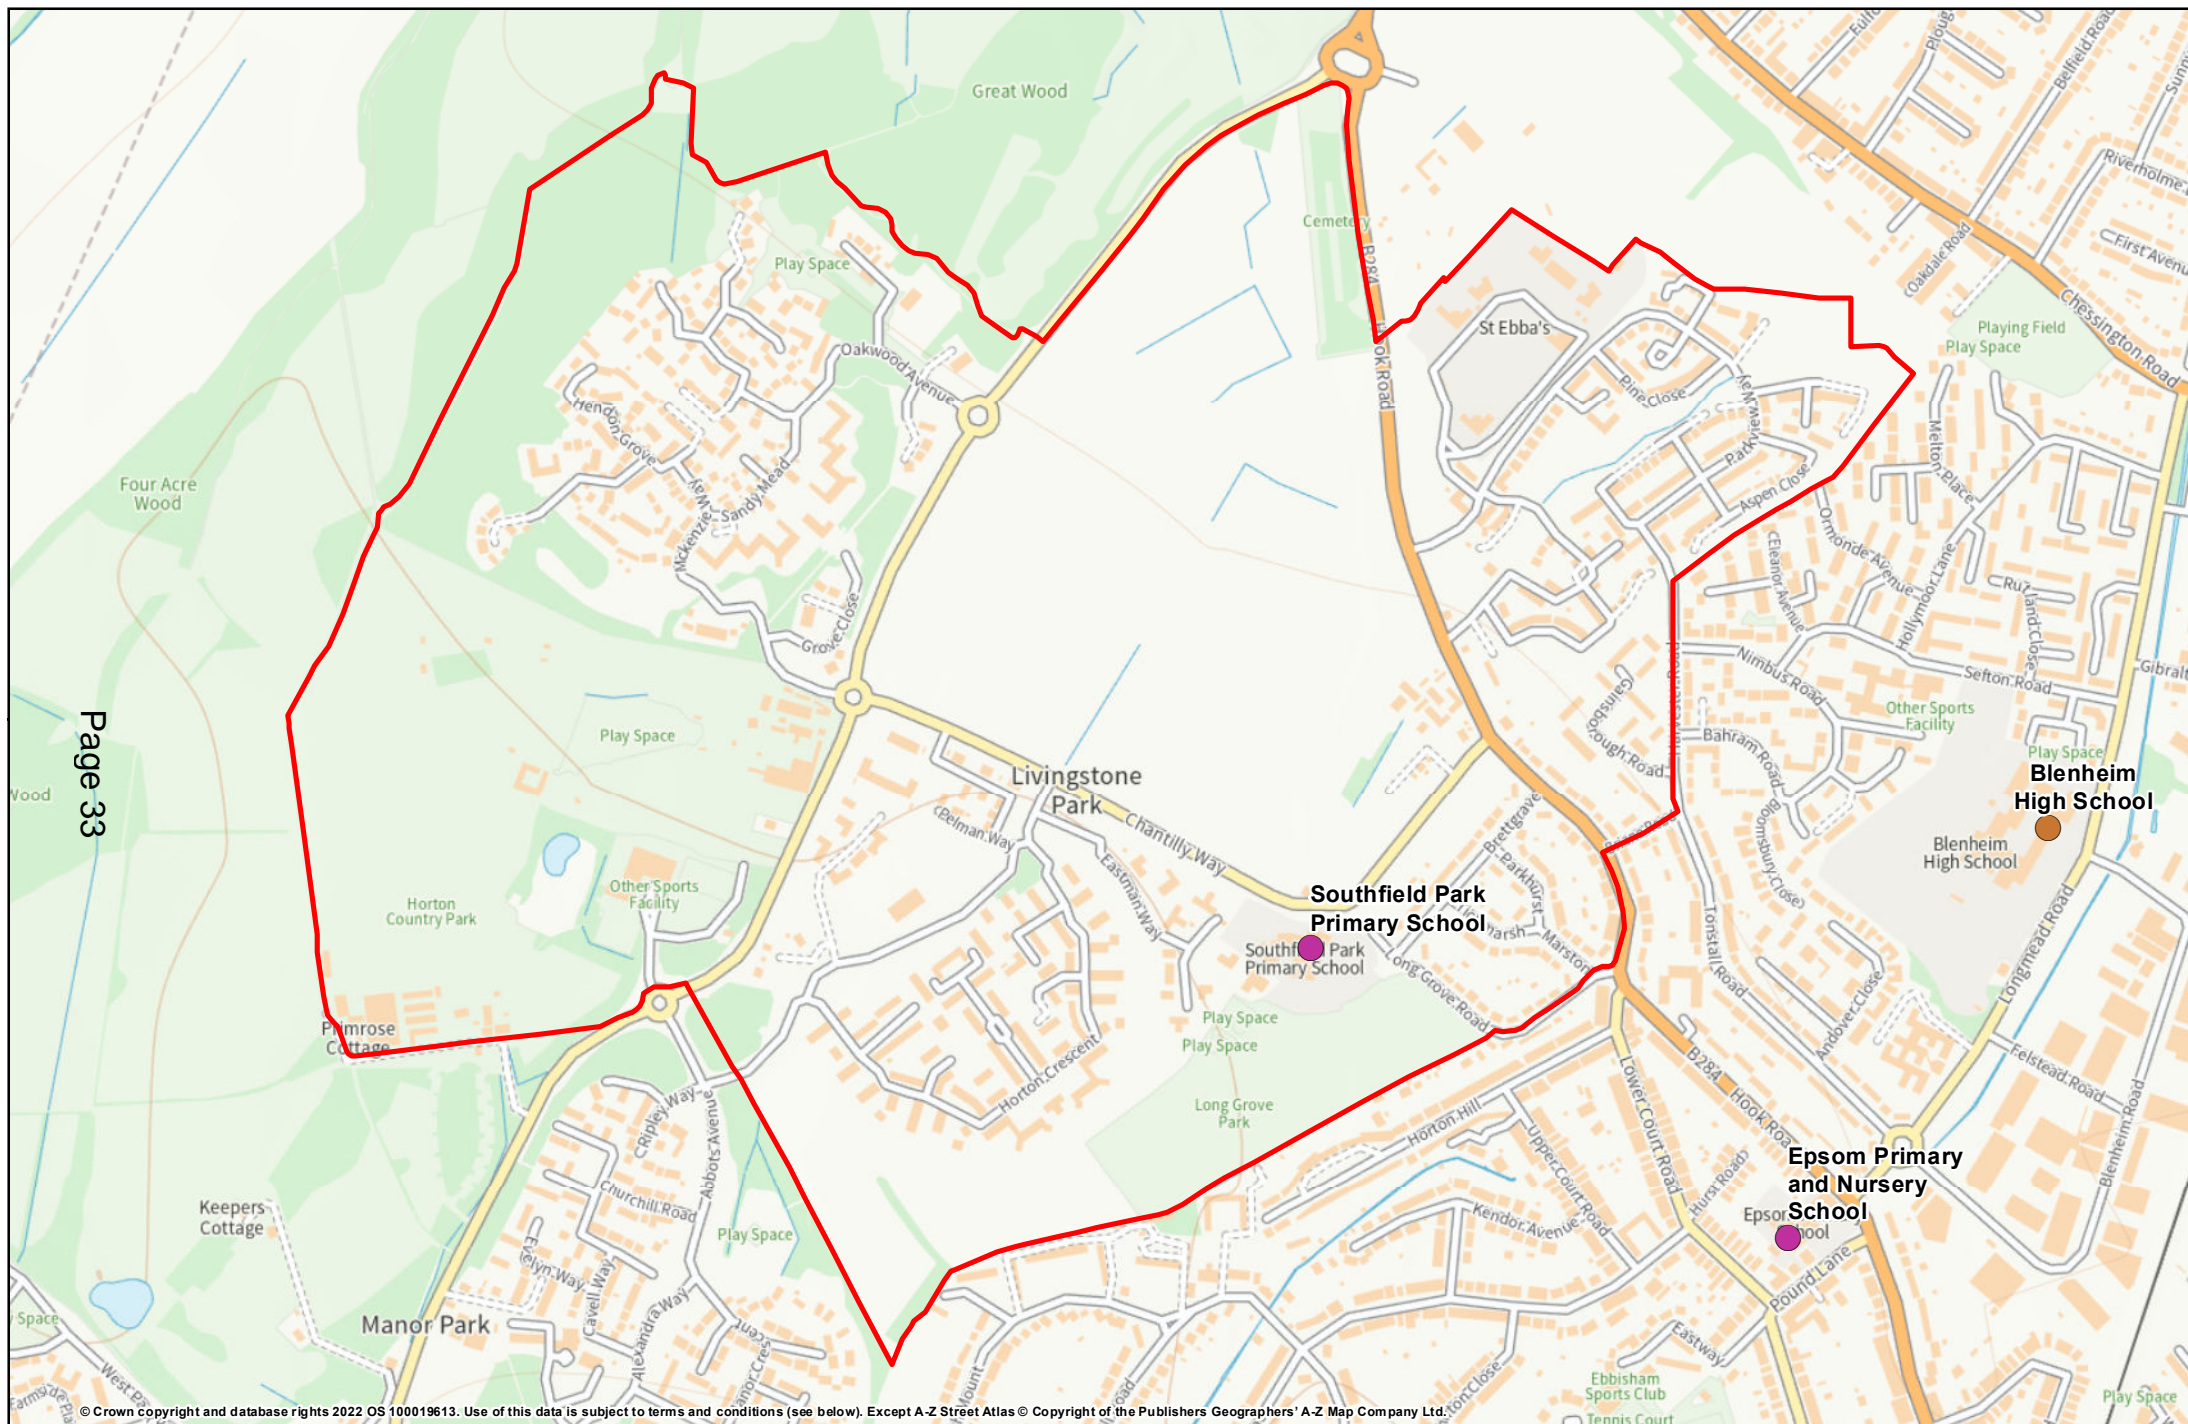 Great Wood
Cemetery
B284
Hook Road
Play Space
Oakwood Avenue
St Ebba's
Pine Close
Park View Way
Aspen Close
Oakdale Road
Belfield Road
Riverholme
First Avenue
Chessington Road
Playing Field
Play Space
Melton Place
Ormonde Avenue
Eleanor Avenue
Hollymoor Lane
Rutland Close
Sefton Road
Nimbus Road
Harvester Road
Bahram Road
Bloomsbury Close
Gainsborough Road
Other Sports
Facility
Play Space
Blenheim
High School
Blenheim
High School
Longmead Road
Hendon Grove
Mckenzie Way
Sandy Mead
Grove Close
Four Acre
Wood
Wood
Page 33
Play Space
Livingstone
Park
Chantilly Way
Pelman Way
Eastman Way
Brettgrave
Parkhurst
Marston
Long Grove Road
Tonstall Road
Andover Close
Felstead Road
Blenheim Road
Horton
Country Park
Other Sports
Facility
Southfield Park
Primary School
Southfield Park
Primary School
Play Space
Play Space
Long Grove
Park
Horton Crescent
Primrose
Cottage
Ripley Way
Abbots Avenue
Churchill Road
Evelyn Way
Cavell Way
Alexandra Way
Play Space
Keepers
Cottage
Manor Park
Horton Hill
Upper Court Road
Lower Court Road
B284
Hook Road
Hurst Road
Kendor Avenue
Epsom Primary
and Nursery
School
Pound Lane
Eastway
Ebbisham
Sports Club
Tennis Court
Play Space
© Crown copyright and database rights 2022 OS 100019613. Use of this data is subject to terms and conditions (see below). Except A-Z Street Atlas © Copyright of the Publishers Geographers' A-Z Map Company Ltd.